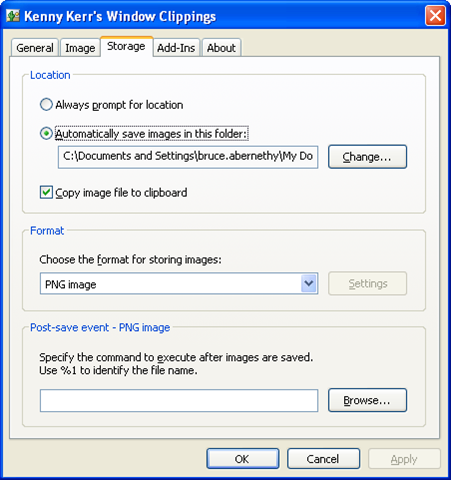 Kenny Kerr's Window Clippings
General Image Storage Add-Ins About
Location
Always prompt for location
Automatically save images in this folder:
C:\Documents and Settings\bruce.abernethy\My Do
Change...
Copy image file to clipboard
Format
Choose the format for storing images:
PNG image
Settings
Post-save event - PNG image
Specify the command to execute after images are saved.
Use %1 to identify the file name.
Browse...
OK Cancel Apply